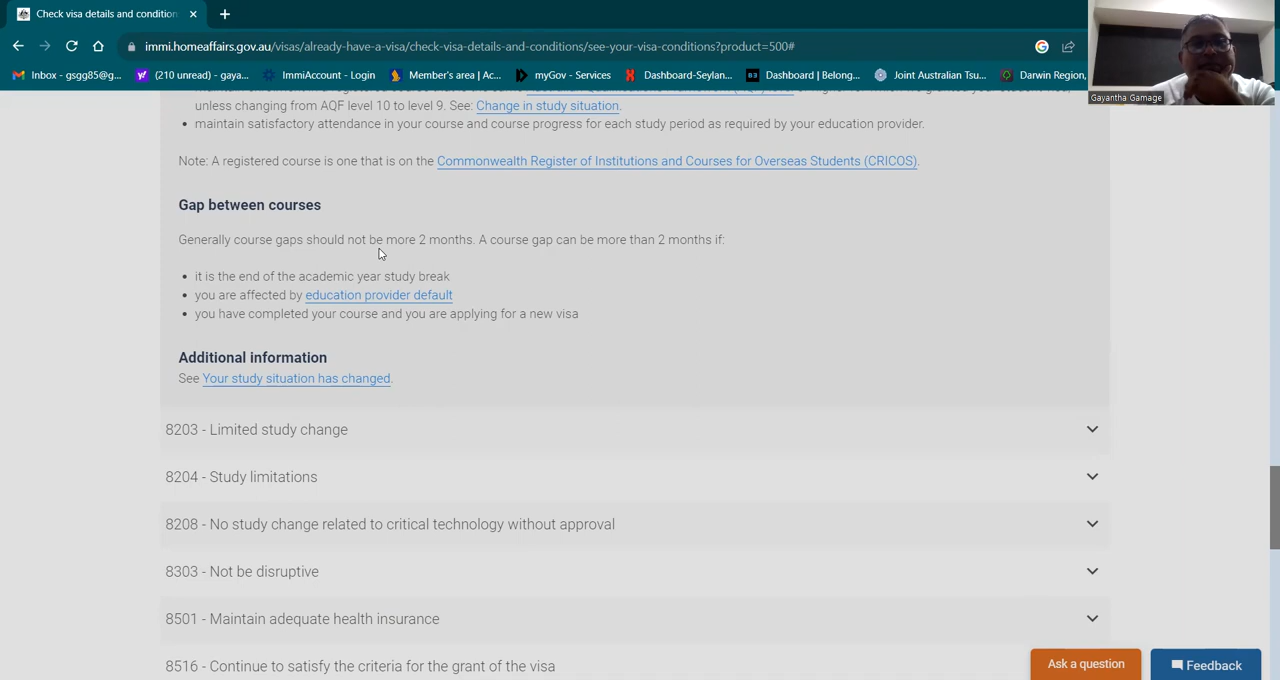 Check visa details and condition
immi.homeaffairs.gov.au/visas/already-have-a-visa/check-visa-details-and-conditions/see-your-visa-conditions?product=500#
Inbox - gsgg85@g...
(210 unread) - gaya...
ImmiAccount - Login
Member's area | Ac...
myGov - Services
Dashboard-Seylan...
Dashboard | Belong...
Joint Australian Tsu...
Darwin Region,
Gayantha Gamage
unless changing from AQF level 10 to level 9. See: Change in study situation.
• maintain satisfactory attendance in your course and course progress for each study period as required by your education provider.
Note: A registered course is one that is on the Commonwealth Register of Institutions and Courses for Overseas Students (CRICOS).
Gap between courses
Generally course gaps should not be more 2 months. A course gap can be more than 2 months if:
• it is the end of the academic year study break
• you are affected by education provider default
• you have completed your course and you are applying for a new visa
Additional information
See Your study situation has changed.
8203 - Limited study change
8204 - Study limitations
8208 - No study change related to critical technology without approval
8303 - Not be disruptive
8501 - Maintain adequate health insurance
8516 - Continue to satisfy the criteria for the grant of the visa
Ask a question
Feedback